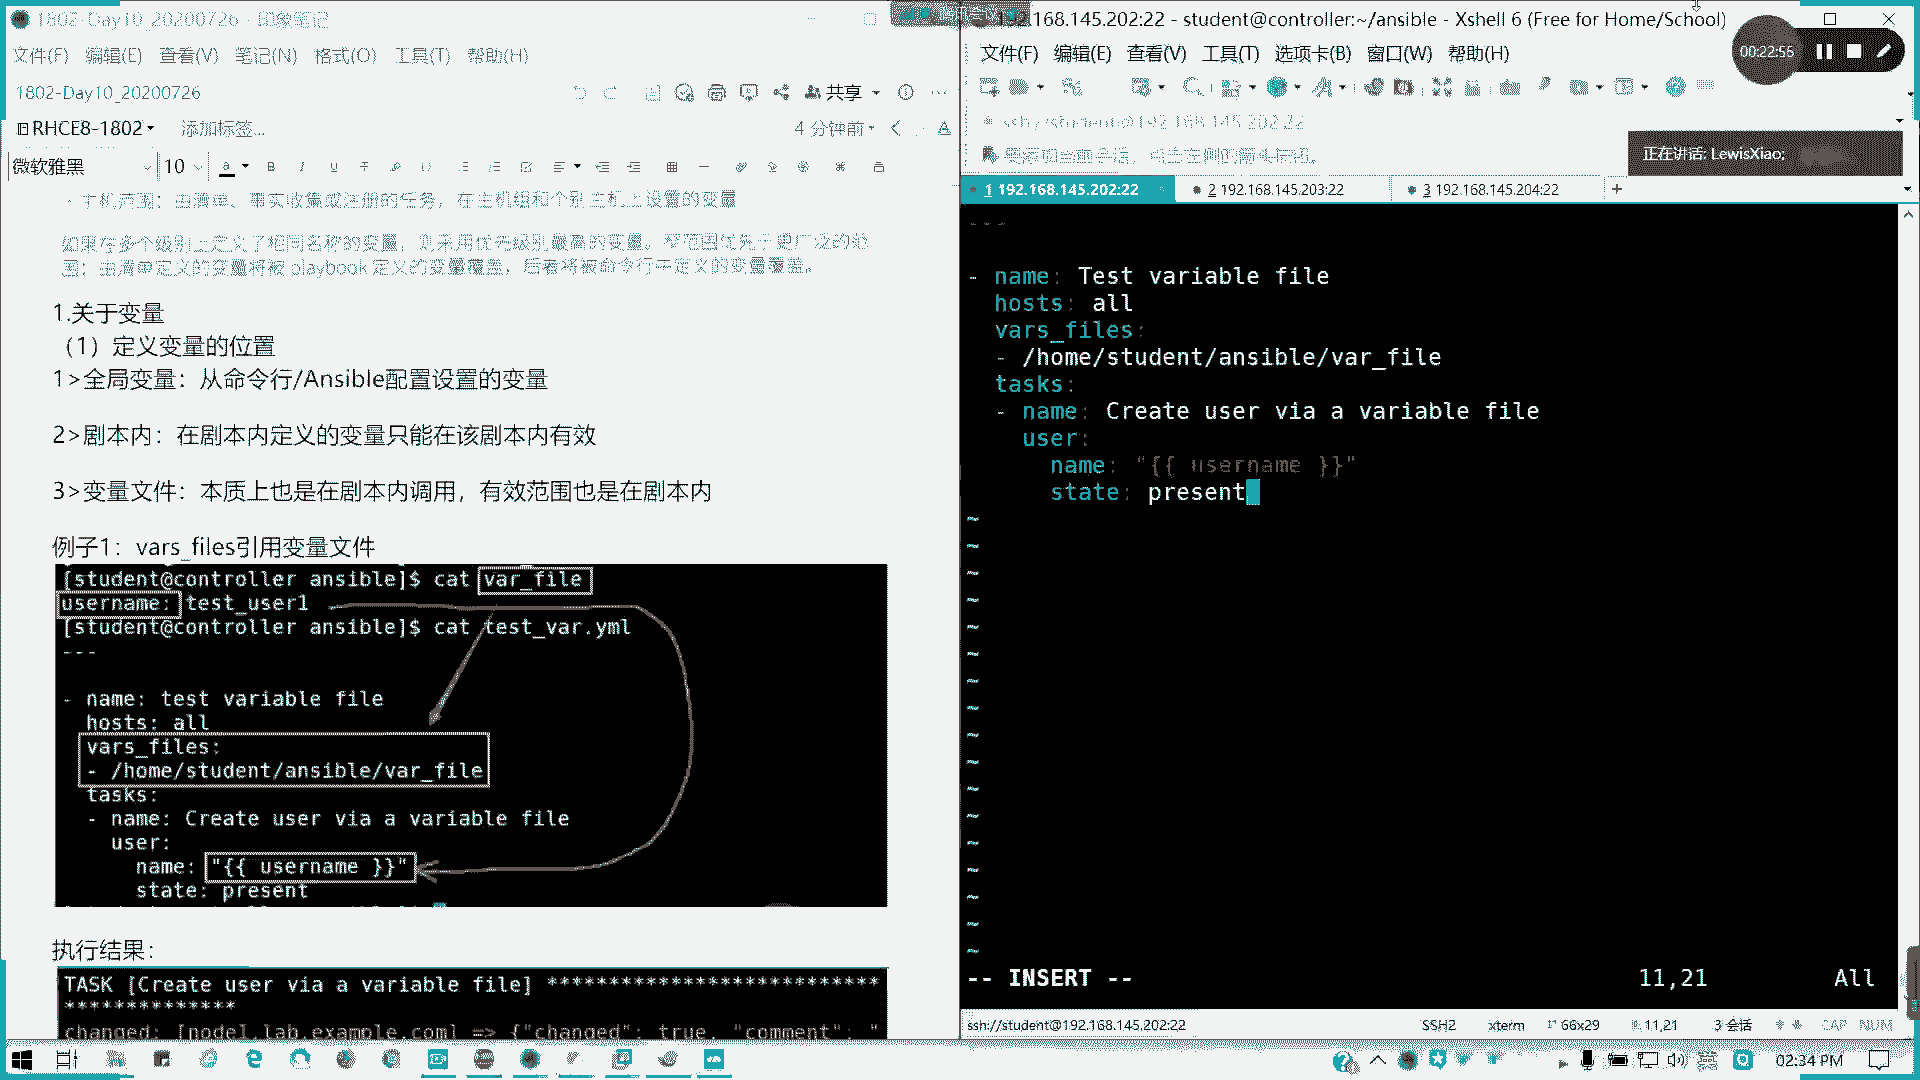 1802-Day10_20200726 - 印象笔记
文件(F) 编辑(E) 查看(V) 笔记(N) 格式(O) 工具(T) 帮助(H)
1802-Day10_20200726
共享
RHCE8-1802 添加标签...
4 分钟前
微软雅黑 10
- 主机范围：由清单、事实收集或注册的任务，在主机组和个别主机上设置的变量
如果在多个级别上定义了相同名称的变量，则采用优先级别最高的变量。窄范围优先于更广泛的范
围：由清单定义的变量将被 playbook 定义的变量覆盖，后者将被命令行中定义的变量覆盖。
1.关于变量
（1）定义变量的位置
1>全局变量：从命令行/Ansible配置设置的变量
2>剧本内：在剧本内定义的变量只能在该剧本内有效
3>变量文件：本质上也是在剧本内调用，有效范围也是在剧本内
例子1：vars_files引用变量文件
[student@controller ansible]$ cat var_file
username: test_user1
[student@controller ansible]$ cat test_var.yml
---
- name: test variable file
hosts: all
vars_files:
- /home/student/ansible/var_file
tasks:
- name: Create user via a variable file
user:
name: "{{ username }}"
state: present
执行结果：
TASK [Create user via a variable file] ***************************
**************
changed: [node1.lab.example.com] => {"changed": true, "comment": "
192.168.145.202:22 - student@controller:~/ansible - Xshell 6 (Free for Home/School)
文件(F) 编辑(E) 查看(V) 工具(T) 选项卡(B) 窗口(W) 帮助(H)
00:22:56
ssh://student@192.168.145.202:22
要添加当前会话，点击左侧的箭头按钮。
正在讲话: LewisXiao;
1 192.168.145.202:22
2 192.168.145.203:22
3 192.168.145.204:22
---
- name: Test variable file
hosts: all
vars_files:
- /home/student/ansible/var_file
tasks:
- name: Create user via a variable file
user:
name: "{{ username }}"
state: present
-- INSERT -- 11,21 All
ssh://student@192.168.145.202:22 SSH2 xterm 66x29 11,21 3 会话 CAP NUM
02:34 PM